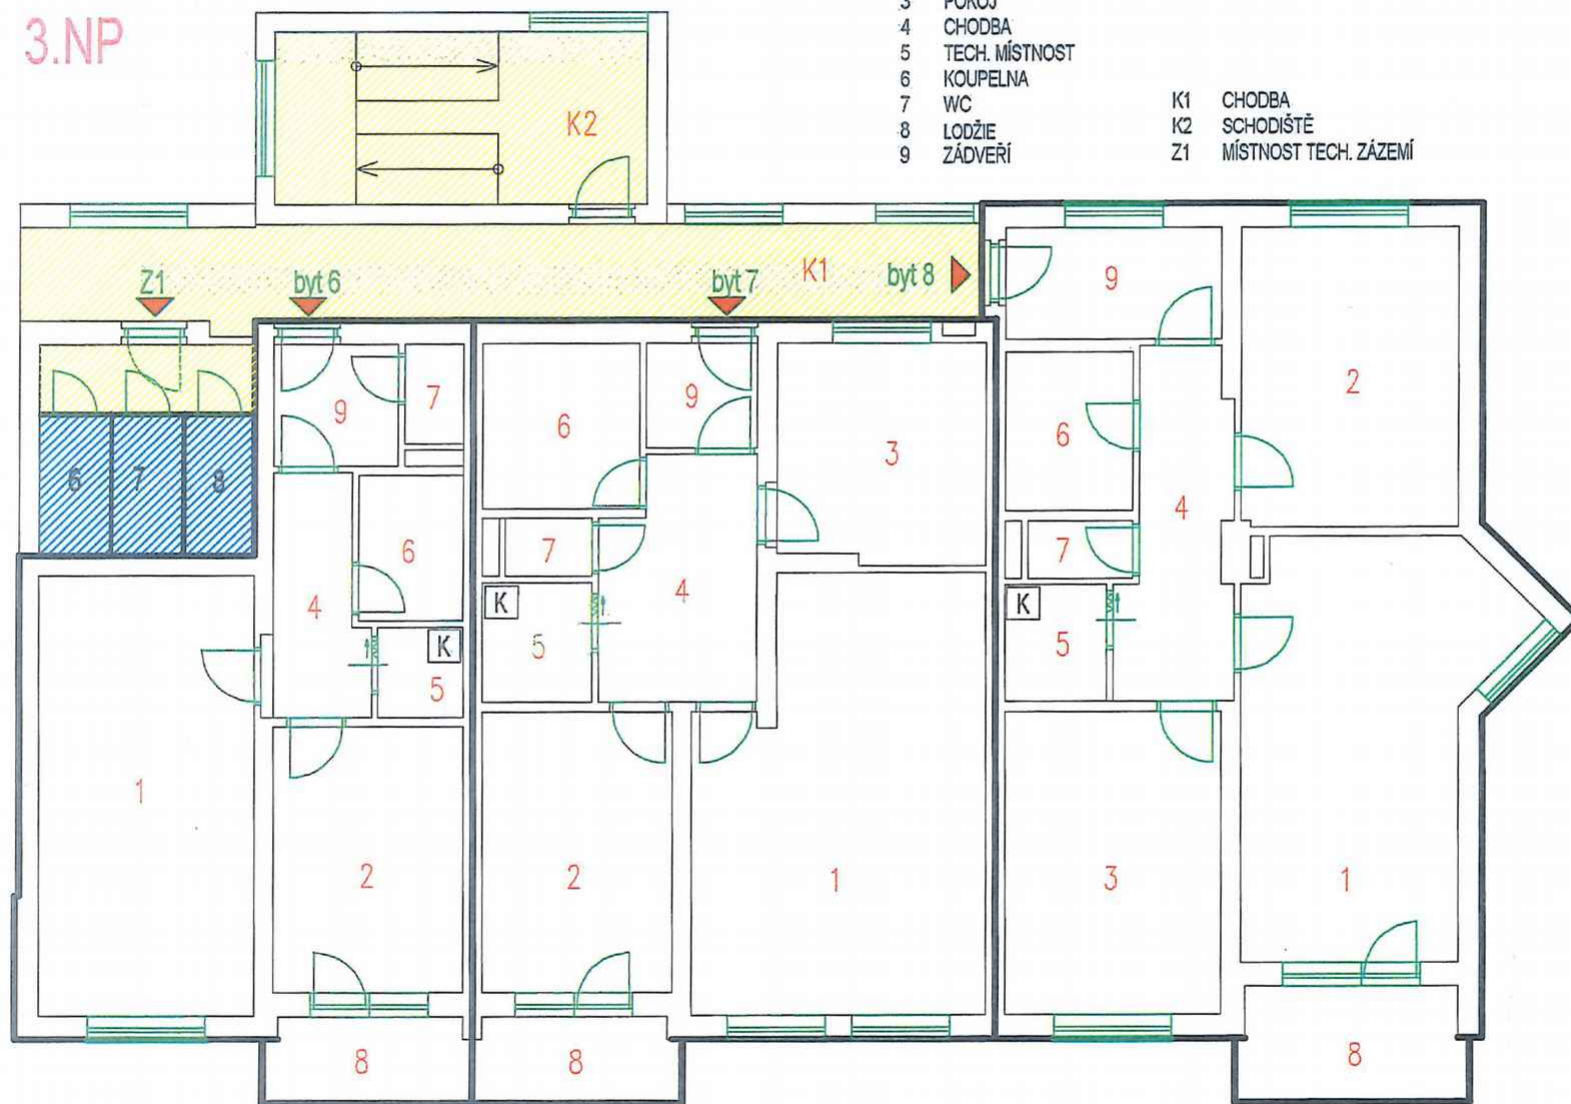 3.NP
3 POKOJ
4 CHODBA
5 TECH. MÍSTNOST
6 KOUPELNA
7 WC
8 LODŽIE
9 ZÁDVEŘÍ
K1 CHODBA
K2 SCHODIŠTĚ
Z1 MÍSTNOST TECH. ZÁZEMÍ
K2
Z1
byt 6
byt 7
K1
byt 8
9
6
7
8
9
7
6
4
K
5
1
2
8
6
9
3
7
4
K
5
2
1
8
2
6
4
7
K
5
3
1
8